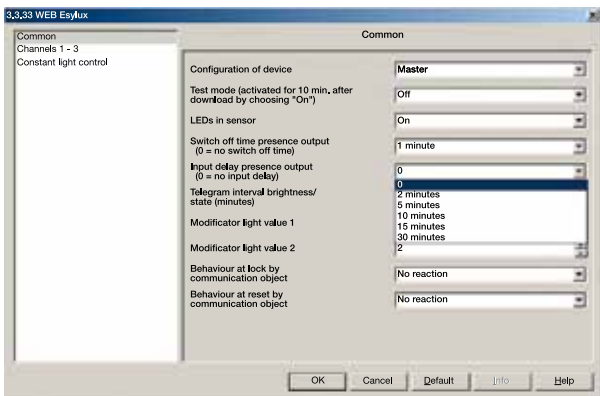 3,3,33 WEB Esylux
Common
Channels 1 - 3
Constant light control
Common
Configuration of device
Master
Test mode (activated for 10 min. after
download by choosing "On")
Off
LEDs in sensor
On
Switch off time presence output
(0 = no switch off time)
1 minute
Input delay presence output
(0 = no input delay)
0
0
2 minutes
5 minutes
10 minutes
15 minutes
30 minutes
Telegram interval brightness/
state (minutes)
Modificator light value 1
Modificator light value 2
2
Behaviour at lock by
communication object
No reaction
Behaviour at reset by
communication object
No reaction
OK
Cancel
Default
Info
Help